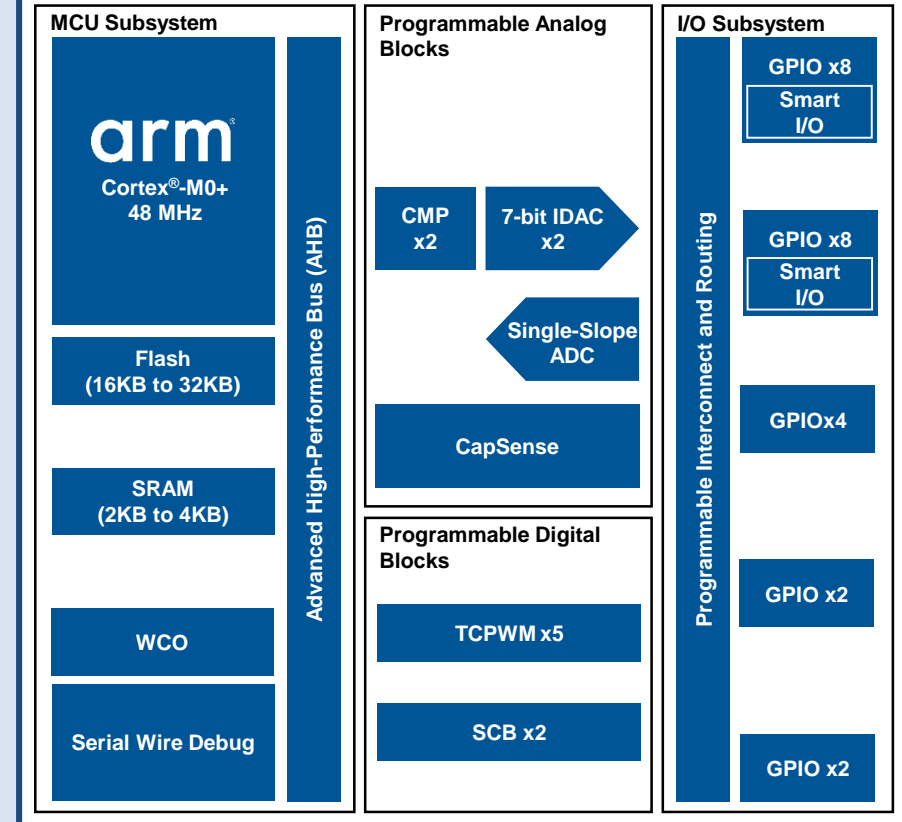 MCU Subsystem
arm®
Cortex®-M0+
48 MHz
Flash
(16KB to 32KB)
SRAM
(2KB to 4KB)
WCO
Serial Wire Debug
Advanced High-Performance Bus (AHB)
Programmable Analog
Blocks
CMP
x2
7-bit IDAC
x2
Single-Slope
ADC
CapSense
Programmable Digital
Blocks
TCPWM x5
SCB x2
I/O Subsystem
Programmable Interconnect and Routing
GPIO x8
Smart
I/O
GPIO x8
Smart
I/O
GPIOx4
GPIO x2
GPIO x2